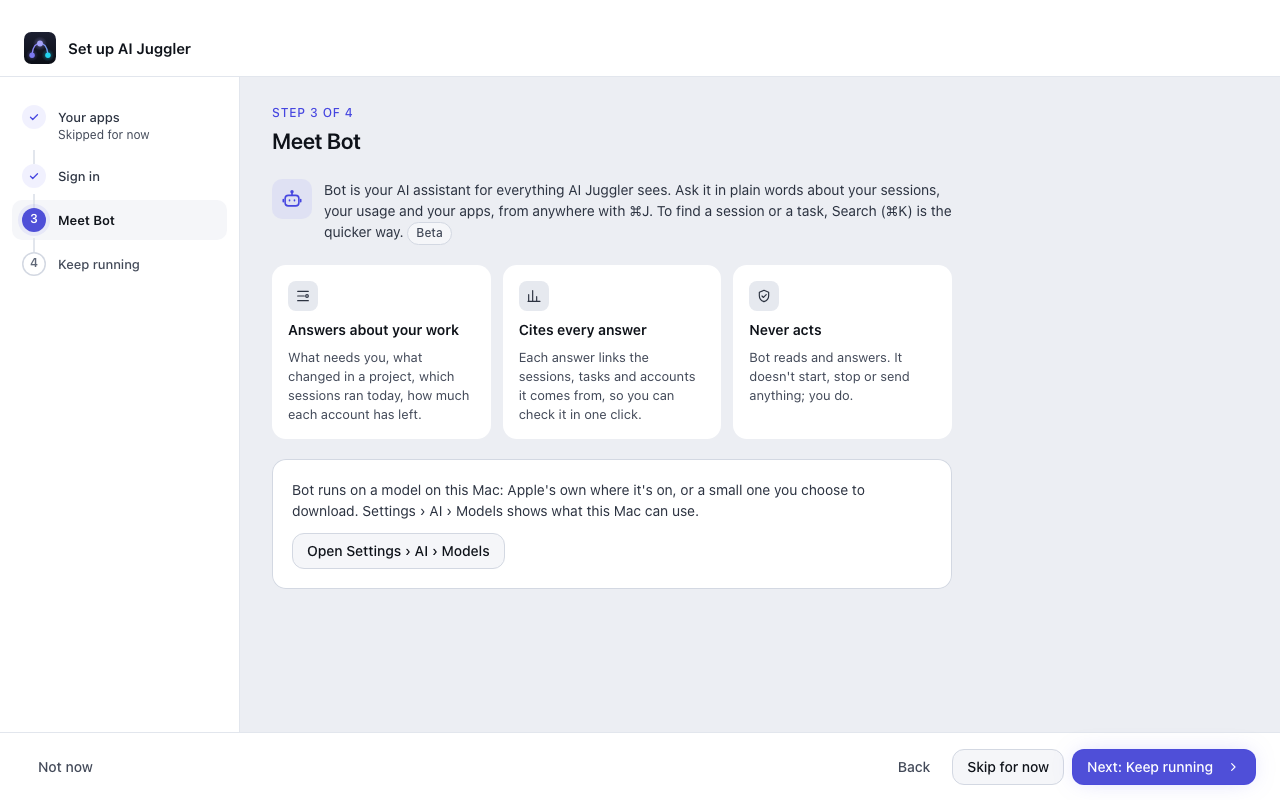 Set up AI Juggler
Your apps
Skipped for now
Sign in
3
Meet Bot
4
Keep running
STEP 3 OF 4
Meet Bot
Bot is your AI assistant for everything AI Juggler sees. Ask it in plain words about your sessions,
your usage and your apps, from anywhere with ⌘J. To find a session or a task, Search (⌘K) is the
quicker way. Beta
Answers about your work
What needs you, what
changed in a project, which
sessions ran today, how much
each account has left.
Cites every answer
Each answer links the
sessions, tasks and accounts
it comes from, so you can
check it in one click.
Never acts
Bot reads and answers. It
doesn't start, stop or send
anything; you do.
Bot runs on a model on this Mac: Apple's own where it's on, or a small one you choose to
download. Settings › AI › Models shows what this Mac can use.
Open Settings › AI › Models
Not now
Back
Skip for now
Next: Keep running